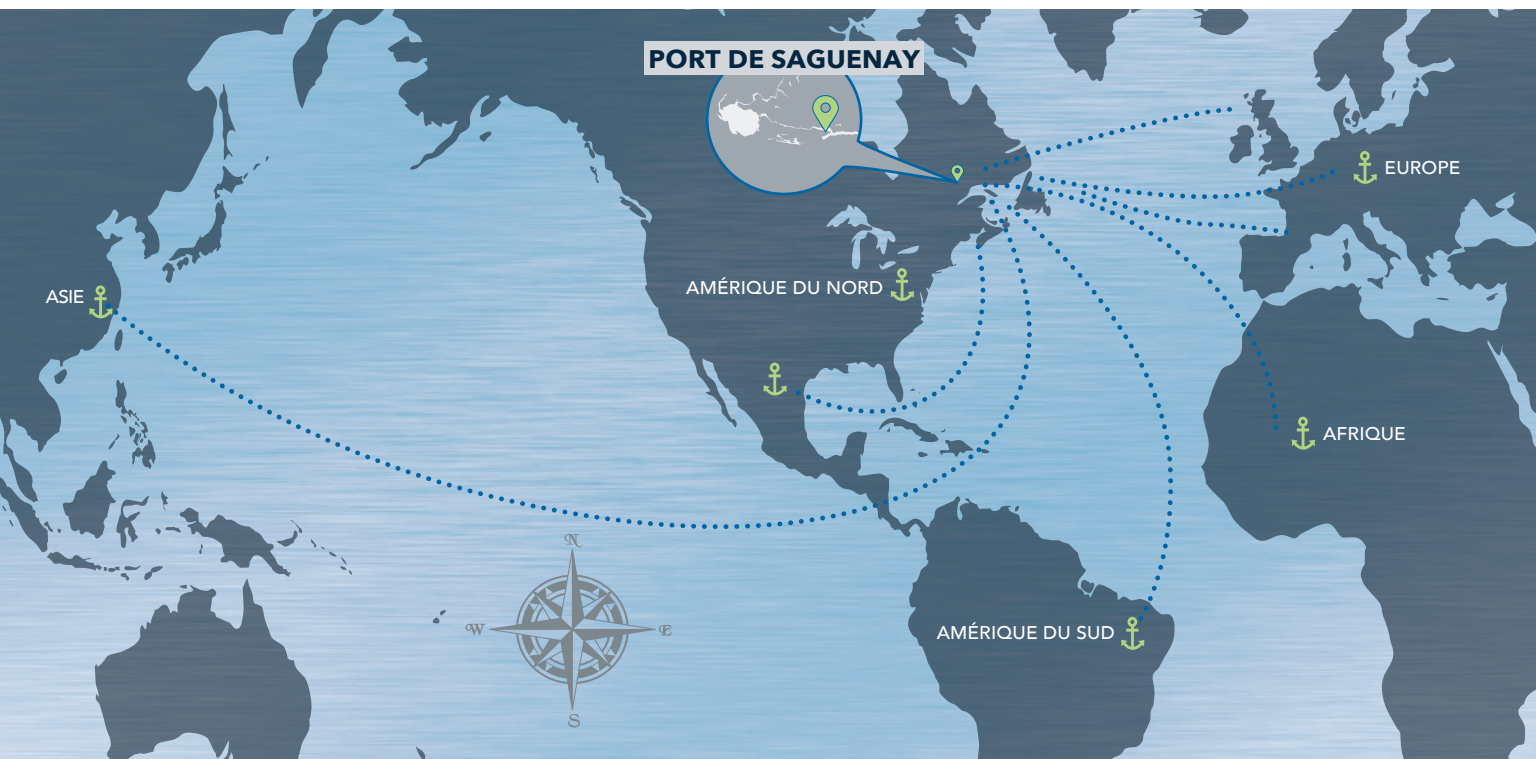 PORT DE SAGUENAY
EUROPE
ASIE
AMÉRIQUE DU NORD
AFRIQUE
N
W
E
S
AMÉRIQUE DU SUD